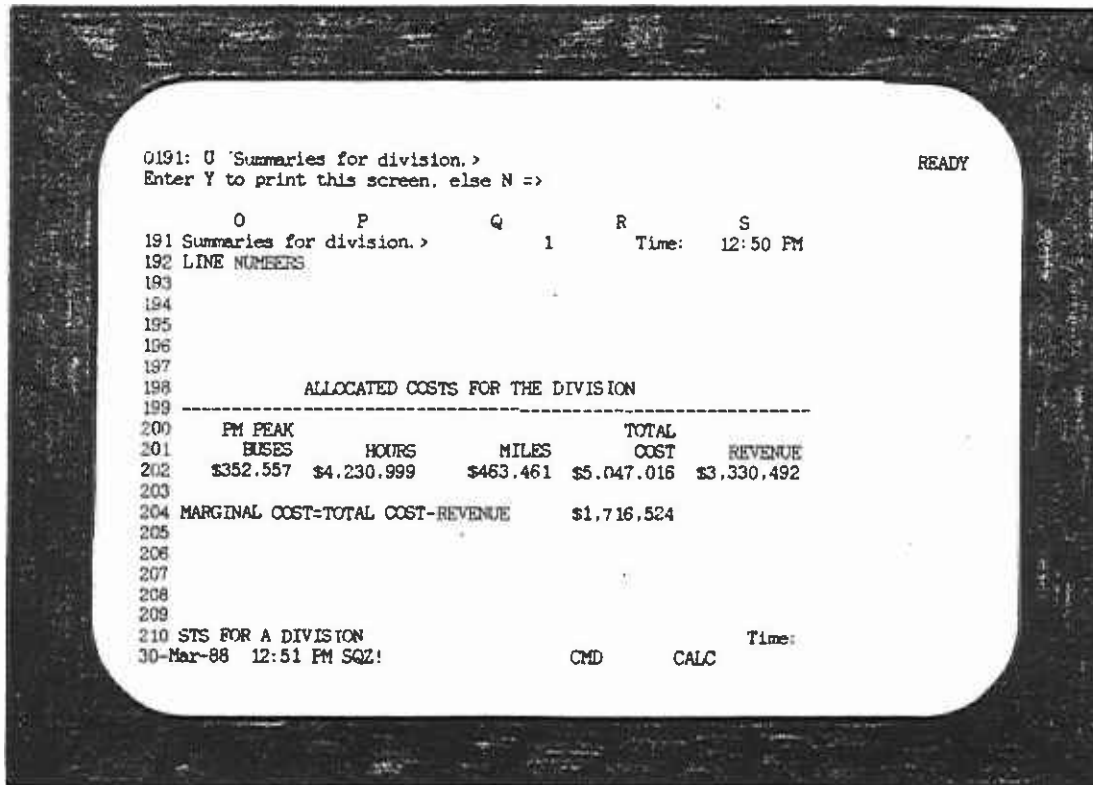 O191: U 'Summaries for division.> READY
Enter Y to print this screen, else N =>
O P Q R S
191 Summaries for division.> 1 Time: 12:50 PM
192 LINE NUMBERS
193
194
195
196
197
198 ALLOCATED COSTS FOR THE DIVISION
199 ------------------------------------------------------------
200 PM PEAK TOTAL
201 BUSES HOURS MILES COST REVENUE
202 $352,557 $4,230,999 $463,461 $5,047,016 $3,330,492
203
204 MARGINAL COST=TOTAL COST-REVENUE $1,716,524
205
206
207
208
209
210 STS FOR A DIVISION Time:
30-Mar-88 12:51 PM SQZ! CMD CALC